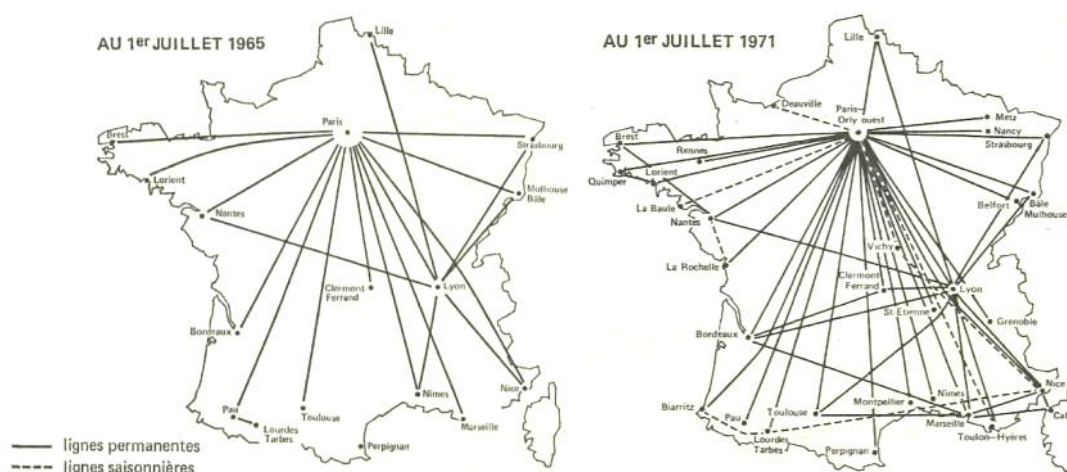 AU 1er JUILLET 1965
Lille
Paris
Brest
Strasbourg
Lorient
Mulhouse
Bâle
Nantes
Clermont
Ferrand
Lyon
Bordeaux
Nice
Nîmes
Pau
Toulouse
Marseille
Lourdes
Tarbes
Perpignan
lignes permanentes
lignes saisonnières
AU 1er JUILLET 1971
Lille
Deauville
Paris
Orly ouest
Metz
Nancy
Brest
Strasbourg
Rennes
Quimper
Lorient
La Baule
Belfort
Bâle
Mulhouse
Nantes
Vichy
La Rochelle
Clermont
Ferrand
Lyon
St-Etienne
Grenoble
Bordeaux
Nice
Nîmes
Montpellier
Biarritz
Pau
Toulouse
Marseille
Cal
Lourdes
Tarbes
Toulon-Hyères
Perpignan